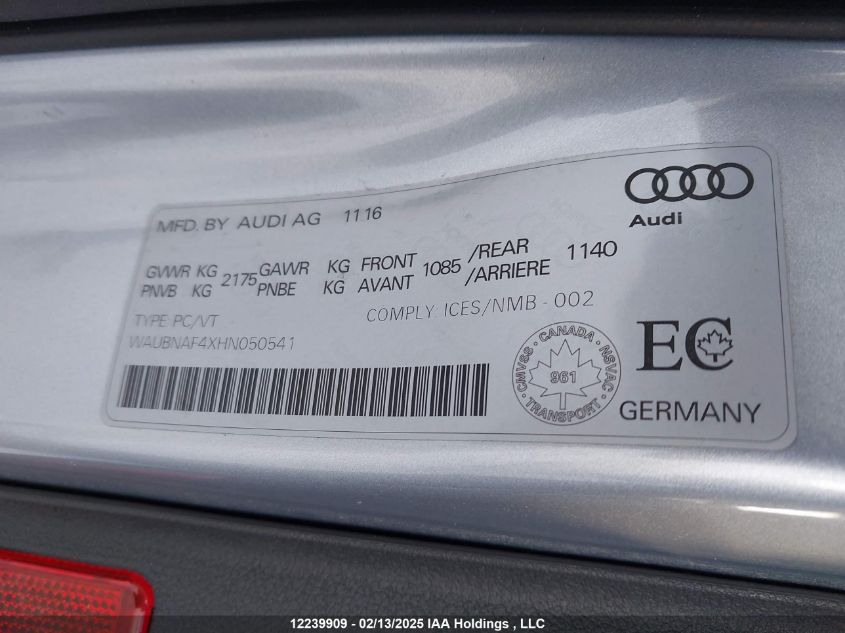 MFD. BY AUDI AG 11 16
Audi
GVWR KG 2175 GAWR KG FRONT 1085 /REAR 1140
PNVB KG PNBE KG AVANT /ARRIERE
COMPLY: ICES/NMB - 002
TYPE: PC/VT
WAUBNAF4XHN050541
CMVSS · CANADA · NSVAC · TRANSPORT
961
EC
GERMANY
12239909 - 02/13/2025 IAA Holdings , LLC